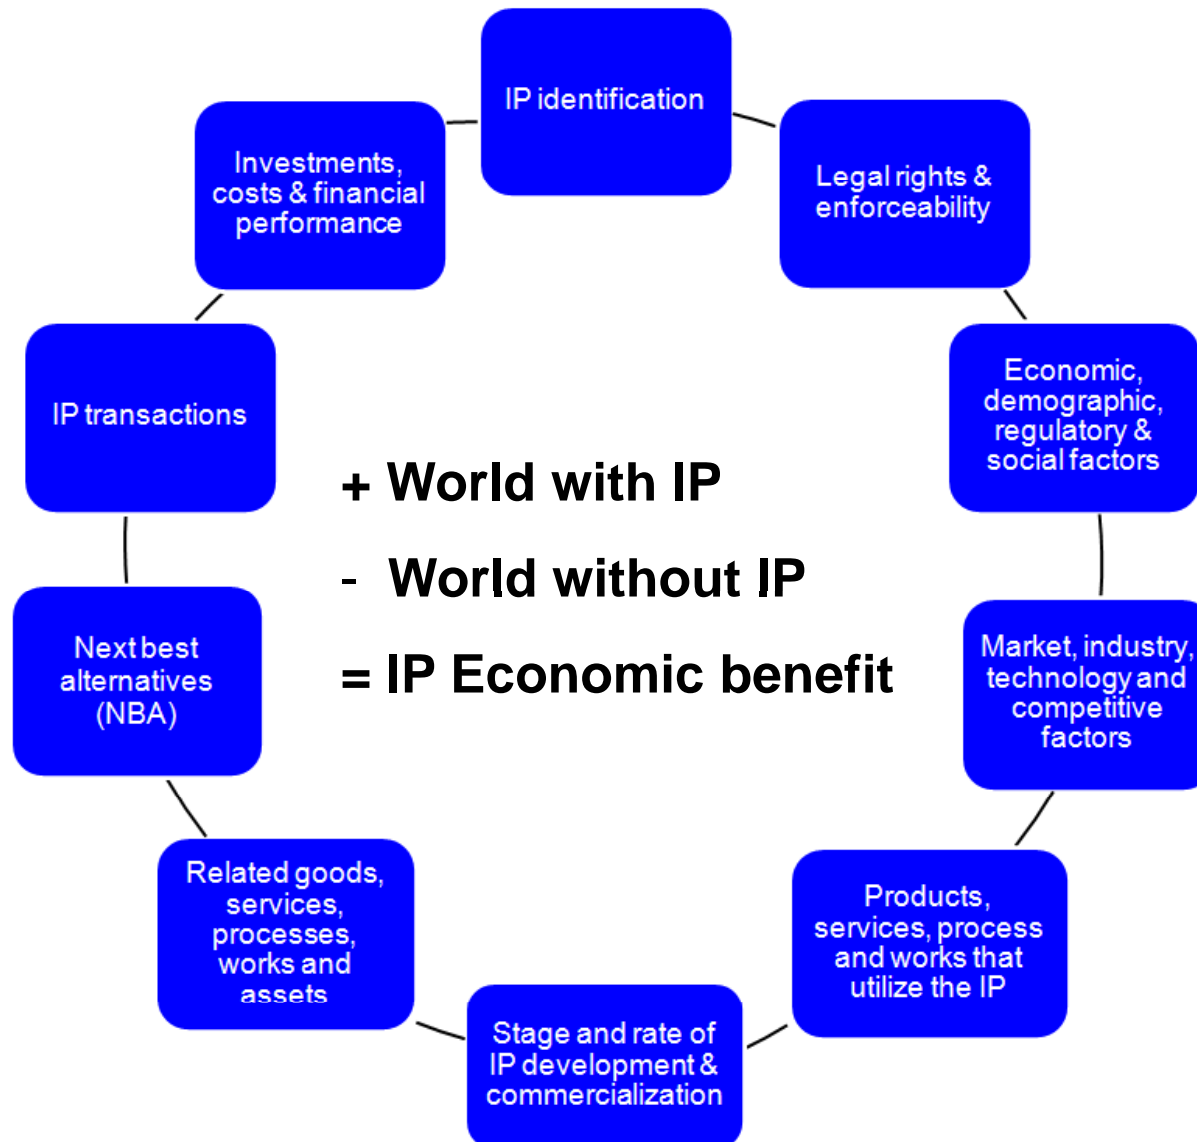 IP identification
Legal rights &
enforceability
Economic,
demographic,
regulatory &
social factors
Market, industry,
technology and
competitive
factors
Products,
services, process
and works that
utilize the IP
Stage and rate of
IP development &
commercialization
Related goods,
services,
processes,
works and
assets
Next best
alternatives
(NBA)
IP transactions
Investments,
costs & financial
performance
+ World with IP
- World without IP
= IP Economic benefit